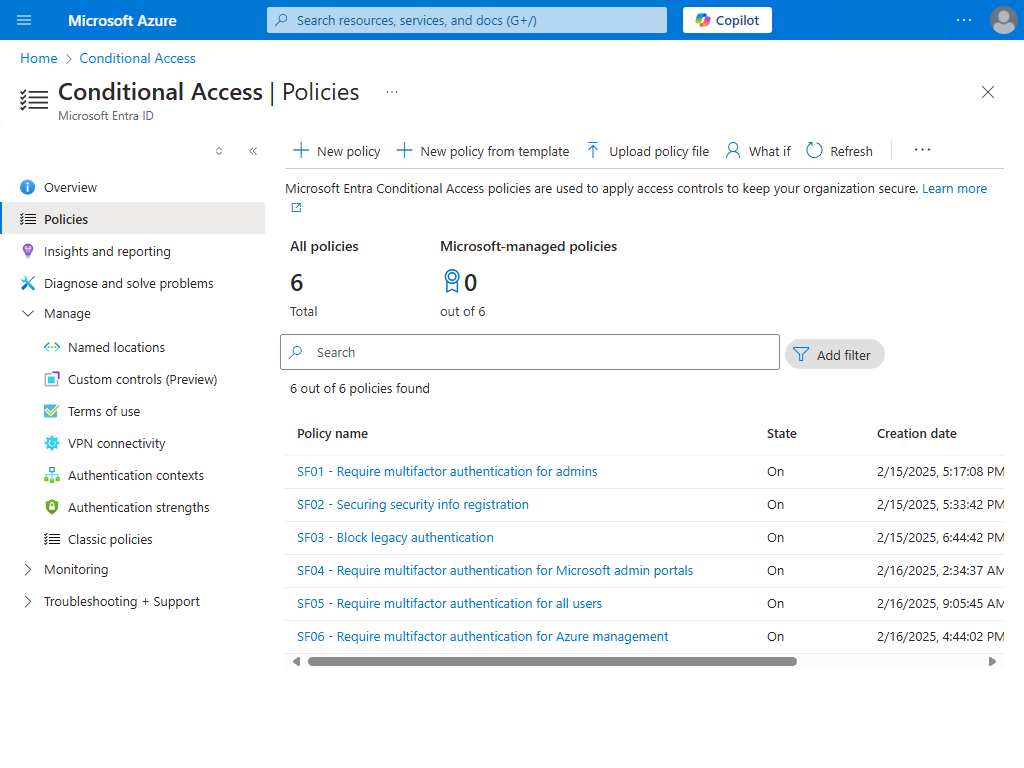 Microsoft Azure
Search resources, services, and docs (G+/)
Copilot
Home > Conditional Access
Conditional Access | Policies
Microsoft Entra ID
New policy
New policy from template
Upload policy file
What if
Refresh
Overview
Policies
Insights and reporting
Diagnose and solve problems
Manage
Named locations
Custom controls (Preview)
Terms of use
VPN connectivity
Authentication contexts
Authentication strengths
Classic policies
Monitoring
Troubleshooting + Support
Microsoft Entra Conditional Access policies are used to apply access controls to keep your organization secure. Learn more
All policies
6
Total
Microsoft-managed policies
0
out of 6
Search
Add filter
6 out of 6 policies found
Policy name State Creation date
SF01 - Require multifactor authentication for admins On 2/15/2025, 5:17:08 PM
SF02 - Securing security info registration On 2/15/2025, 5:33:42 PM
SF03 - Block legacy authentication On 2/15/2025, 6:44:42 PM
SF04 - Require multifactor authentication for Microsoft admin portals On 2/16/2025, 2:34:37 AM
SF05 - Require multifactor authentication for all users On 2/16/2025, 9:05:45 AM
SF06 - Require multifactor authentication for Azure management On 2/16/2025, 4:44:02 PM